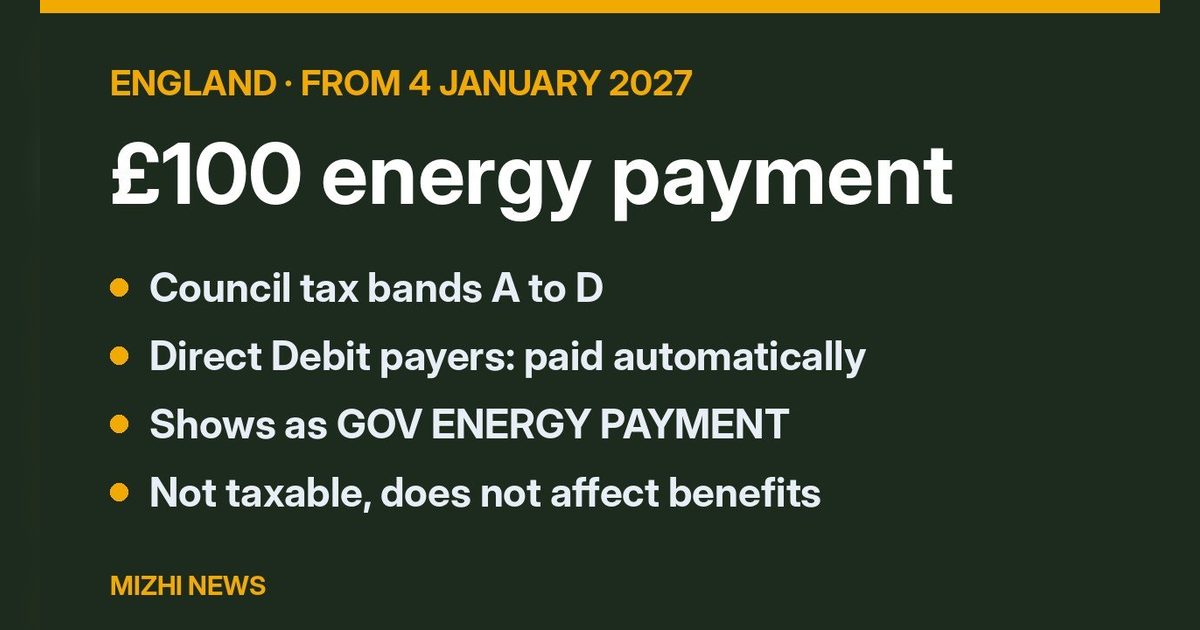 ENGLAND · FROM 4 JANUARY 2027
£100 energy payment
Council tax bands A to D
Direct Debit payers: paid automatically
Shows as GOV ENERGY PAYMENT
Not taxable, does not affect benefits
MIZHI NEWS